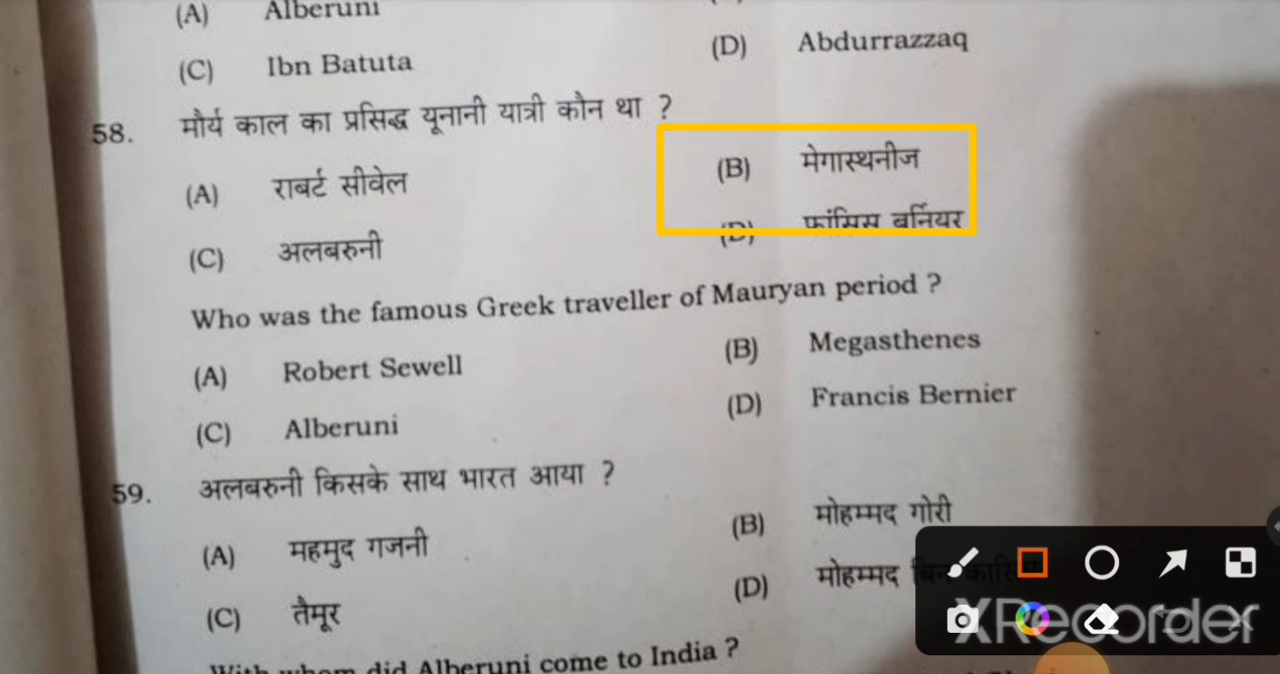 (A) Alberuni
(C) Ibn Batuta (D) Abdurrazzaq
58. मौर्य काल का प्रसिद्ध यूनानी यात्री कौन था ?
(A) राबर्ट सीवेल (B) मेगास्थनीज
(C) अलबरुनी (D) फ्रांसिस बर्नियर
Who was the famous Greek traveller of Mauryan period ?
(A) Robert Sewell (B) Megasthenes
(C) Alberuni (D) Francis Bernier
59. अलबरुनी किसके साथ भारत आया ?
(A) महमुद गजनी (B) मोहम्मद गोरी
(C) तैमूर (D) मोहम्मद बिन
With whom did Alberuni come to India ?
XRecorder